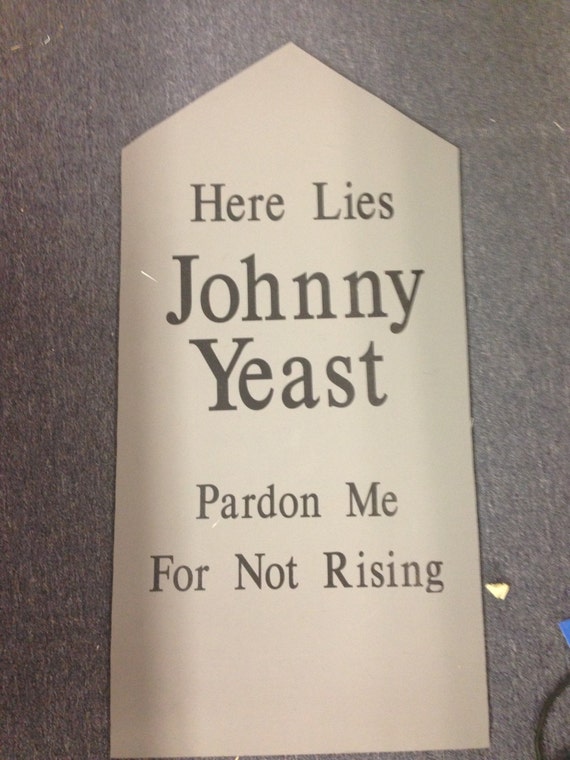 Here Lies
Johnny
Yeast
Pardon Me
For Not Rising